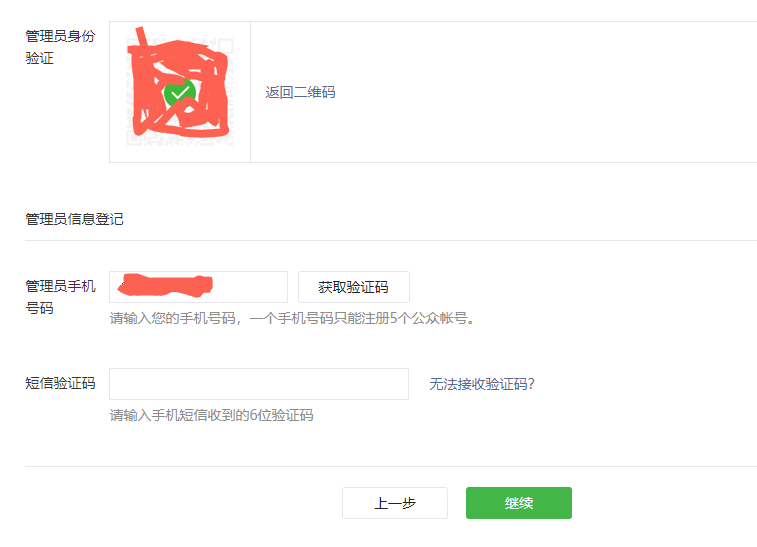 管理员身份
验证
返回二维码
管理员信息登记
管理员手机
号码
获取验证码
请输入您的手机号码，一个手机号码只能注册5个公众帐号。
短信验证码
无法接收验证码？
请输入手机短信收到的6位验证码
上一步
继续